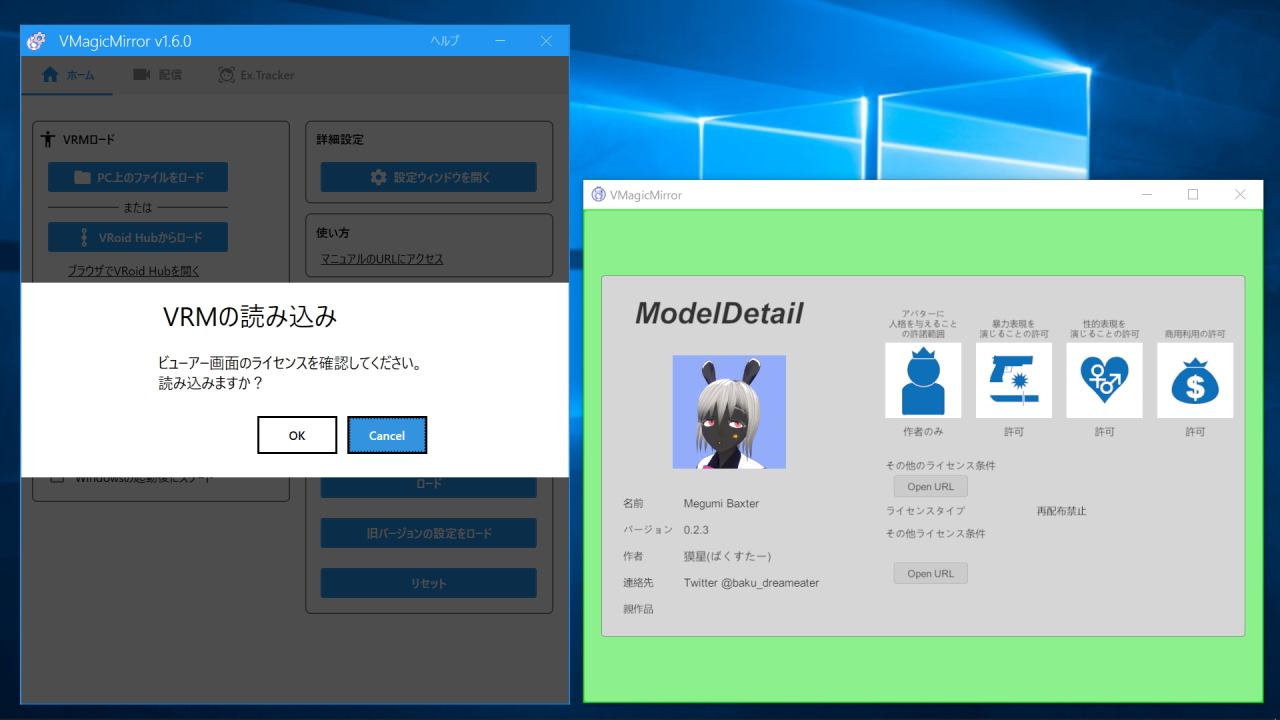 VMagicMirror v1.6.0
ヘルプ
ホーム
配信
Ex.Tracker
VRMロード
PC上のファイルをロード
または
VRoid Hubからロード
ブラウザでVRoid Hubを開く
詳細設定
設定ウィンドウを開く
使い方
マニュアルのURLにアクセス
VRMの読み込み
ビューアー画面のライセンスを確認してください。
読み込みますか？
OK
Cancel
Windowsの起動後にスタート
ロード
旧バージョンの設定をロード
リセット
VMagicMirror
ModelDetail
名前 Megumi Baxter
バージョン 0.2.3
作者 獏星(ばくすたー)
連絡先 Twitter @baku_dreameater
親作品
アバターに
人格を与えること
の許諾範囲
作者のみ
暴力表現を
演じることの許可
許可
性的表現を
演じることの許可
許可
商用利用の許可
$
許可
その他のライセンス条件
Open URL
ライセンスタイプ 再配布禁止
その他ライセンス条件
Open URL